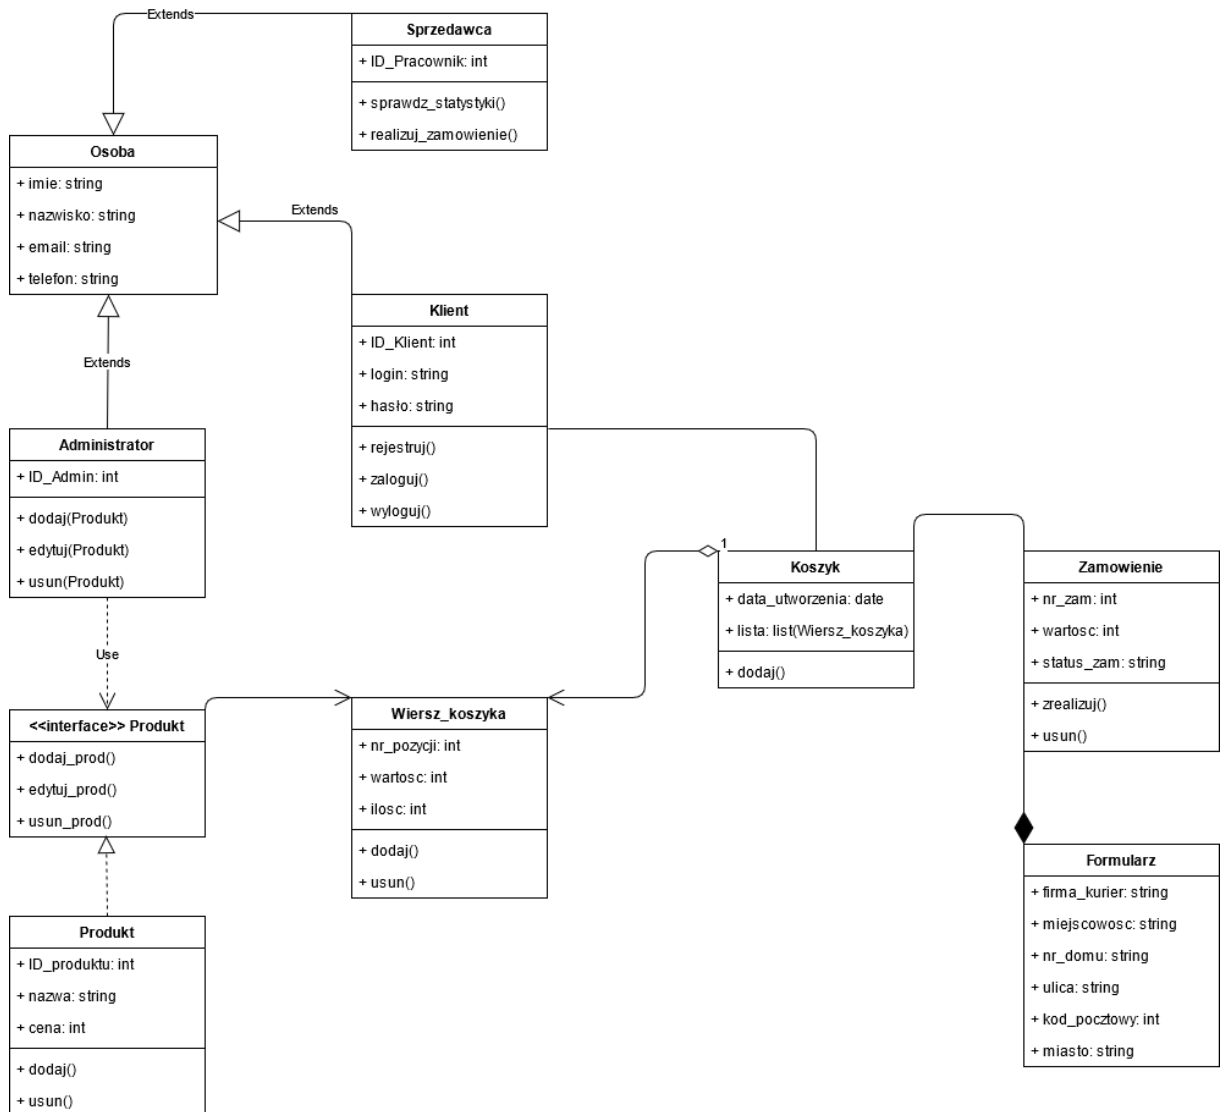 Extends
Sprzedawca
+ ID_Pracownik: int
+ sprawdz_statystyki()
+ realizuj_zamowienie()
Osoba
+ imie: string
+ nazwisko: string
+ email: string
+ telefon: string
Extends
Klient
+ ID_Klient: int
+ login: string
+ hasło: string
+ rejestruj()
+ zaloguj()
+ wyloguj()
Extends
Administrator
+ ID_Admin: int
+ dodaj(Produkt)
+ edytuj(Produkt)
+ usun(Produkt)
Use
1
Koszyk
+ data_utworzenia: date
+ lista: list(Wiersz_koszyka)
+ dodaj()
Zamowienie
+ nr_zam: int
+ wartosc: int
+ status_zam: string
+ zrealizuj()
+ usun()
<<interface>> Produkt
+ dodaj_prod()
+ edytuj_prod()
+ usun_prod()
Wiersz_koszyka
+ nr_pozycji: int
+ wartosc: int
+ ilosc: int
+ dodaj()
+ usun()
Formularz
+ firma_kurier: string
+ miejscowosc: string
+ nr_domu: string
+ ulica: string
+ kod_pocztowy: int
+ miasto: string
Produkt
+ ID_produktu: int
+ nazwa: string
+ cena: int
+ dodaj()
+ usun()